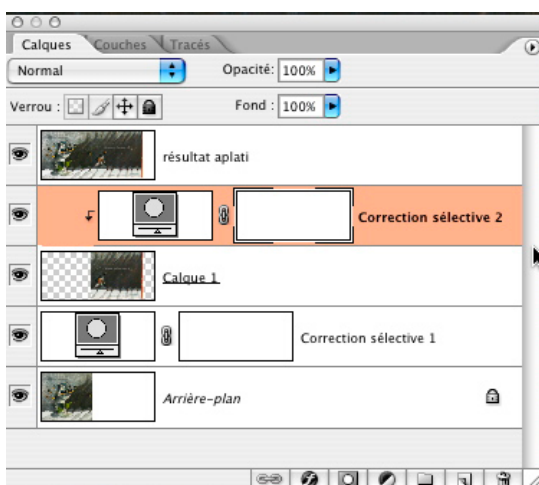 Calques Couches Tracés
Normal Opacité: 100%
Verrou : Fond : 100%
résultat aplati
Correction sélective 2
Calque 1
Correction sélective 1
Arrière-plan